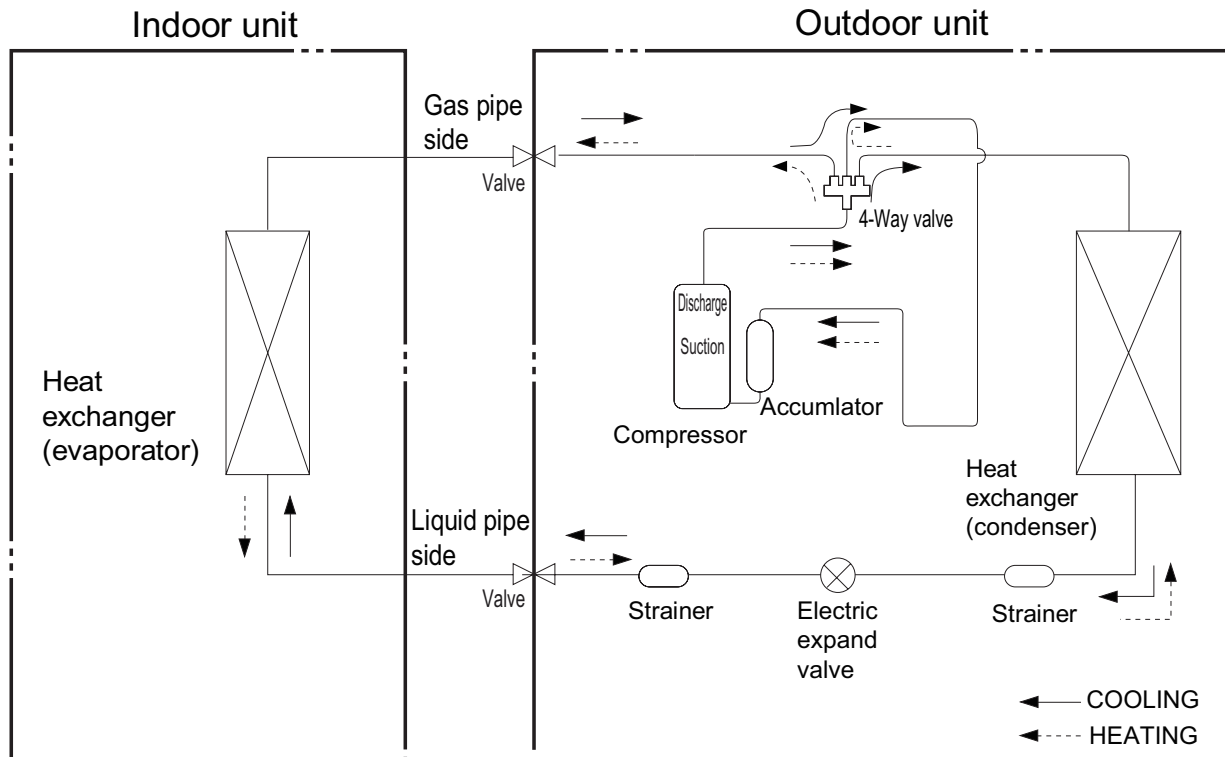 Indoor unit
Outdoor unit
Gas pipe
side
Valve
4-Way valve
Discharge
Suction
Accumlator
Compressor
Heat
exchanger
(evaporator)
Heat
exchanger
(condenser)
Liquid pipe
side
Valve
Strainer
Electric
expand
valve
Strainer
COOLING
HEATING